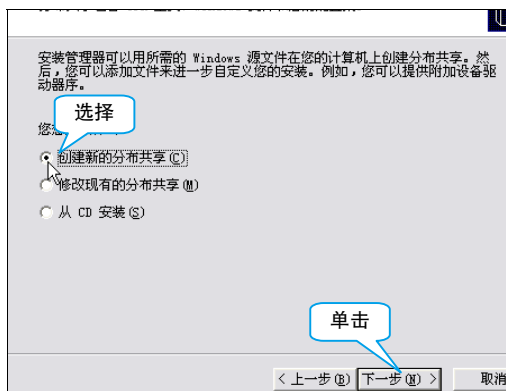 安装管理器可以用所需的 Windows 源文件在您的计算机上创建分布共享。然
后，您可以添加文件来进一步自定义您的安装。例如，您可以提供附加设备驱
动器序。
选择
创建新的分布共享(C)
修改现有的分布共享(M)
从 CD 安装(S)
单击
< 上一步(B) 下一步(N) > 取消